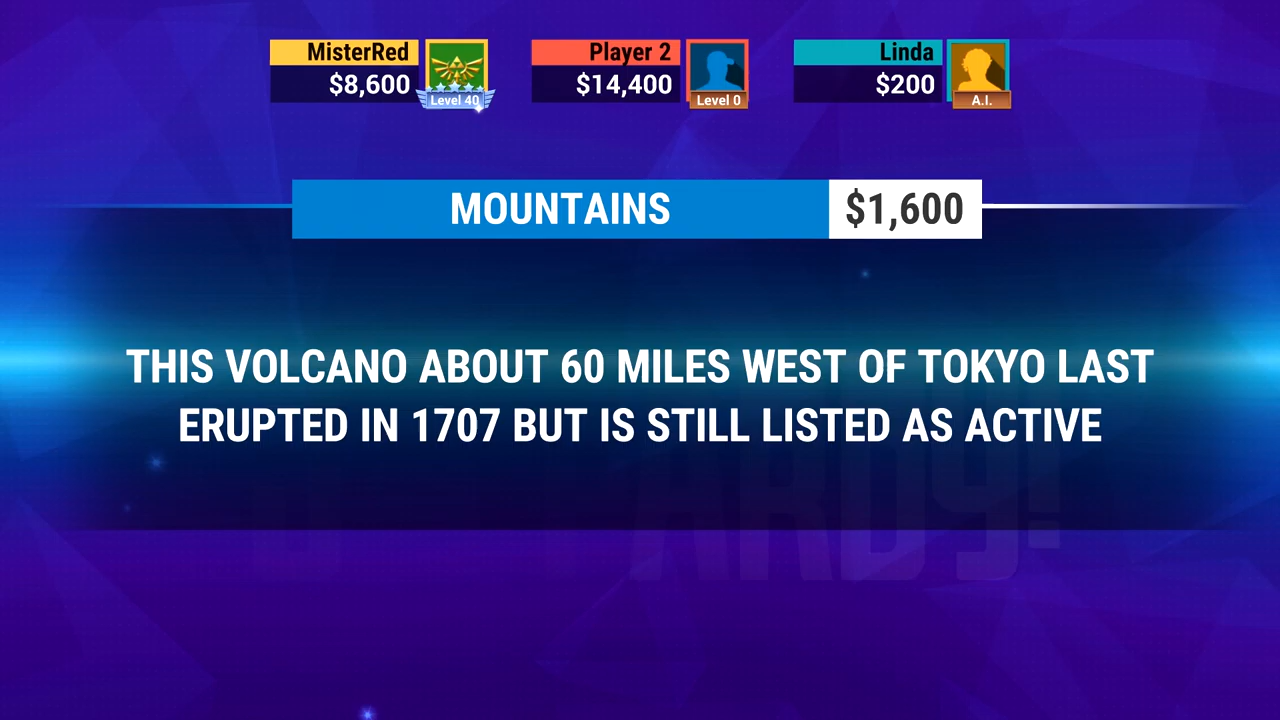 MisterRed
$8,600
Level 40
Player 2
$14,400
Level 0
Linda
$200
A.I.
MOUNTAINS
$1,600
THIS VOLCANO ABOUT 60 MILES WEST OF TOKYO LAST
ERUPTED IN 1707 BUT IS STILL LISTED AS ACTIVE